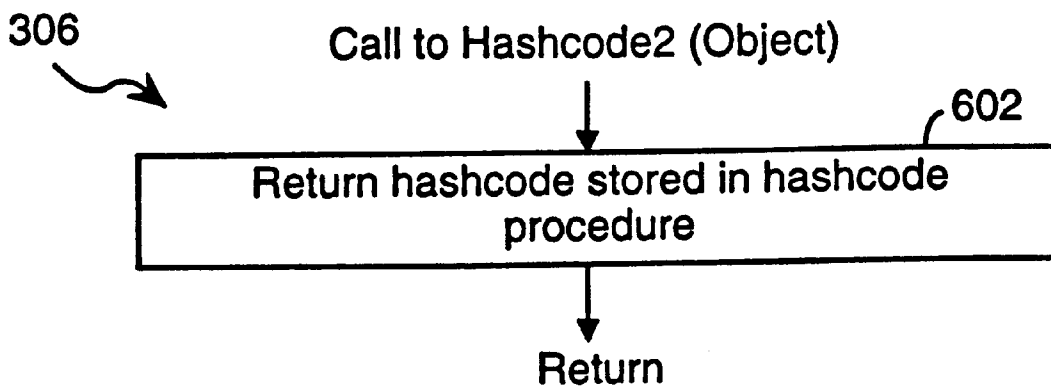 306
Call to Hashcode2 (Object)
602
Return hashcode stored in hashcode
procedure
Return